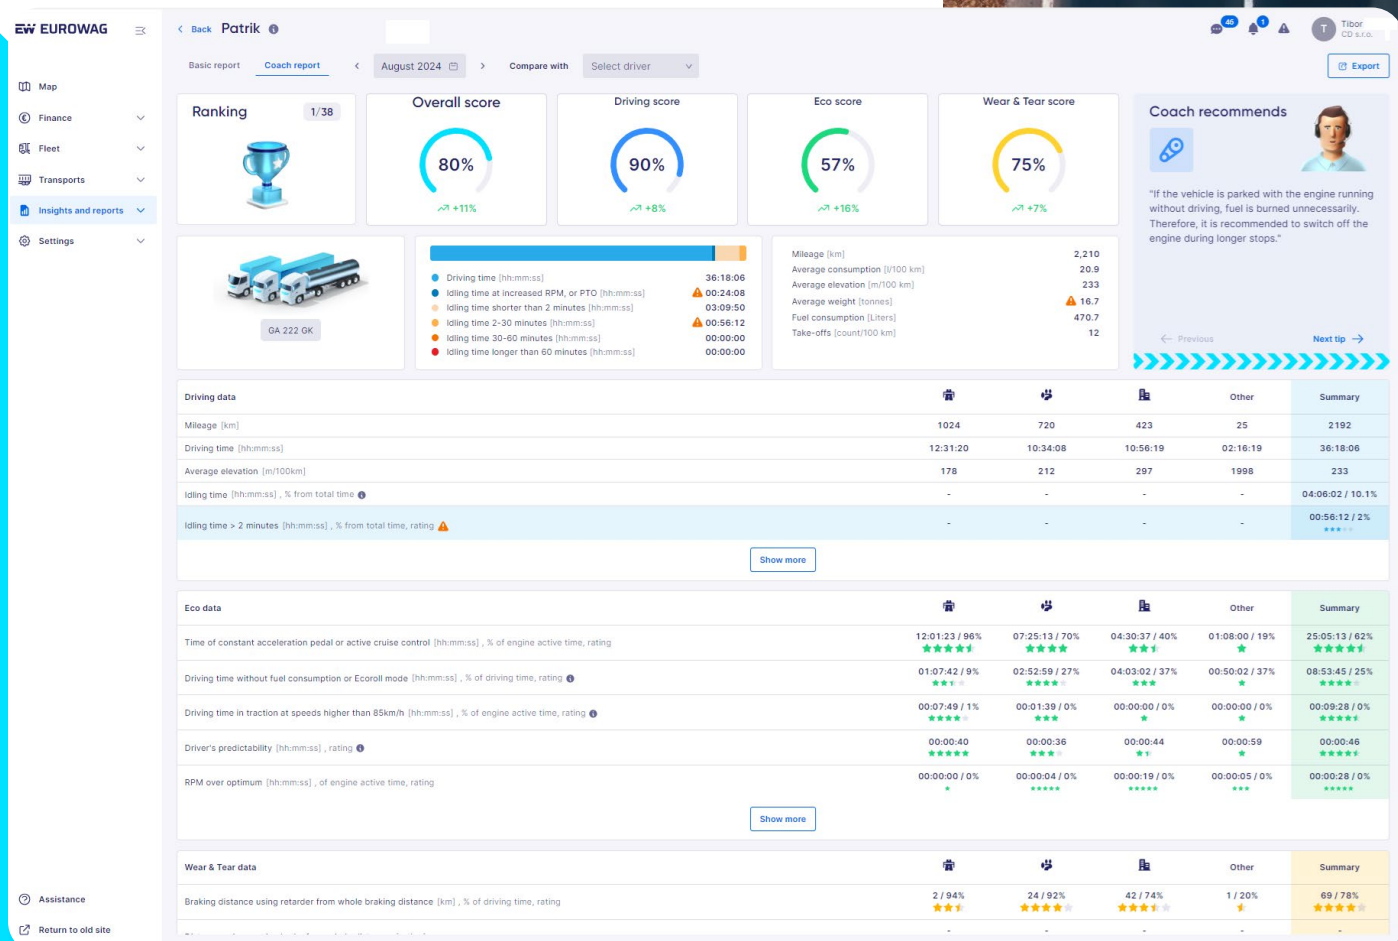 EW EUROWAG
Map
Finance
Fleet
Transports
Insights and reports
Settings
Assistance
Return to old site
Back Patrik
45
1
T
Tibor
CD s.r.o.
Basic report
Coach report
August 2024
Compare with
Select driver
Export
Ranking 1/38
Overall score
80%
+11%
Driving score
90%
+8%
Eco score
57%
+16%
Wear & Tear score
75%
+7%
Coach recommends
"If the vehicle is parked with the engine running
without driving, fuel is burned unnecessarily.
Therefore, it is recommended to switch off the
engine during longer stops."
Previous
Next tip
GA 222 GK
Driving time [hh:mm:ss] 36:18:06
Idling time at increased RPM, or PTO [hh:mm:ss] 00:24:08
Idling time shorter than 2 minutes [hh:mm:ss] 03:09:50
Idling time 2-30 minutes [hh:mm:ss] 00:56:12
Idling time 30-60 minutes [hh:mm:ss] 00:00:00
Idling time longer than 60 minutes [hh:mm:ss] 00:00:00
Mileage [km] 2,210
Average consumption [l/100 km] 20.9
Average elevation [m/100 km] 233
Average weight [tonnes] 16.7
Fuel consumption [Liters] 470.7
Take-offs [count/100 km] 12
Driving data Other Summary
Mileage [km] 1024 720 423 25 2192
Driving time [hh:mm:ss] 12:31:20 10:34:08 10:56:19 02:16:19 36:18:06
Average elevation [m/100km] 178 212 297 1998 233
Idling time [hh:mm:ss] , % from total time - - - - 04:06:02 / 10.1%
Idling time > 2 minutes [hh:mm:ss] , % from total time, rating - - - - 00:56:12 / 2%
Show more
Eco data Other Summary
Time of constant acceleration pedal or active cruise control [hh:mm:ss] , % of engine active time, rating 12:01:23 / 96% 07:25:13 / 70% 04:30:37 / 40% 01:08:00 / 19% 25:05:13 / 62%
Driving time without fuel consumption or Ecoroll mode [hh:mm:ss] , % of driving time, rating 01:07:42 / 9% 02:52:59 / 27% 04:03:02 / 37% 00:50:02 / 37% 08:53:45 / 25%
Driving time in traction at speeds higher than 85km/h [hh:mm:ss] , % of engine active time, rating 00:07:49 / 1% 00:01:39 / 0% 00:00:00 / 0% 00:00:00 / 0% 00:09:28 / 0%
Driver's predictability [hh:mm:ss] , rating 00:00:40 00:00:36 00:00:44 00:00:59 00:00:46
RPM over optimum [hh:mm:ss] , of engine active time, rating 00:00:00 / 0% 00:00:04 / 0% 00:00:19 / 0% 00:00:05 / 0% 00:00:28 / 0%
Show more
Wear & Tear data Other Summary
Braking distance using retarder from whole braking distance [km] , % of driving time, rating 2 / 94% 24 / 92% 42 / 74% 1 / 20% 69 / 78%
- - - - -